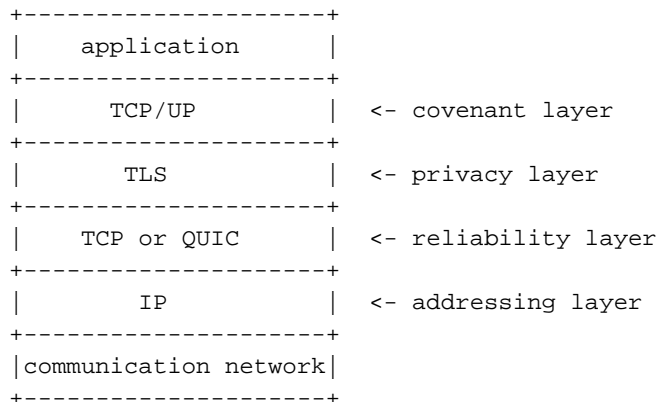 +---------------------+
|     application     |
+---------------------+
|       TCP/UP        |  <- covenant layer
+---------------------+
|        TLS          |  <- privacy layer
+---------------------+
|     TCP or QUIC     |  <- reliability layer
+---------------------+
|         IP          |  <- addressing layer
+---------------------+
|communication network|
+---------------------+